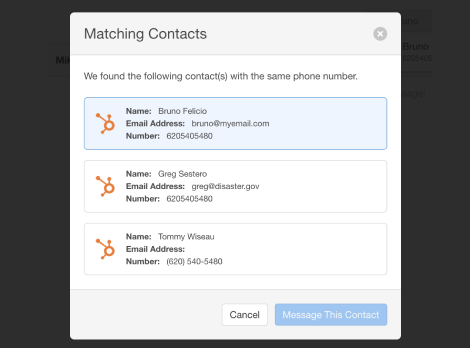 Matching Contacts
Bruno
We found the following contact(s) with the same phone number.
Name: Bruno Felicio
Email Address: bruno@myemail.com
Number: 6205405480
Name: Greg Sestero
Email Address: greg@disaster.gov
Number: 6205405480
Name: Tommy Wiseau
Email Address:
Number: (620) 540-5480
Cancel
Message This Contact